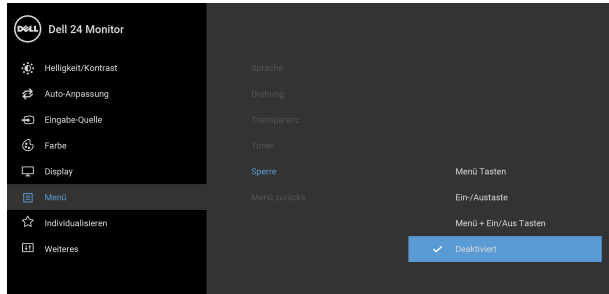 DELL Dell 24 Monitor
Helligkeit/Kontrast
Auto-Anpassung
Eingabe-Quelle
Farbe
Display
Menü
Individualisieren
Weiteres
Sprache
Drehung
Transparenz
Timer
Sperre
Menü zurücks
Menü Tasten
Ein-/Austaste
Menü + Ein/Aus Tasten
Deaktiviert